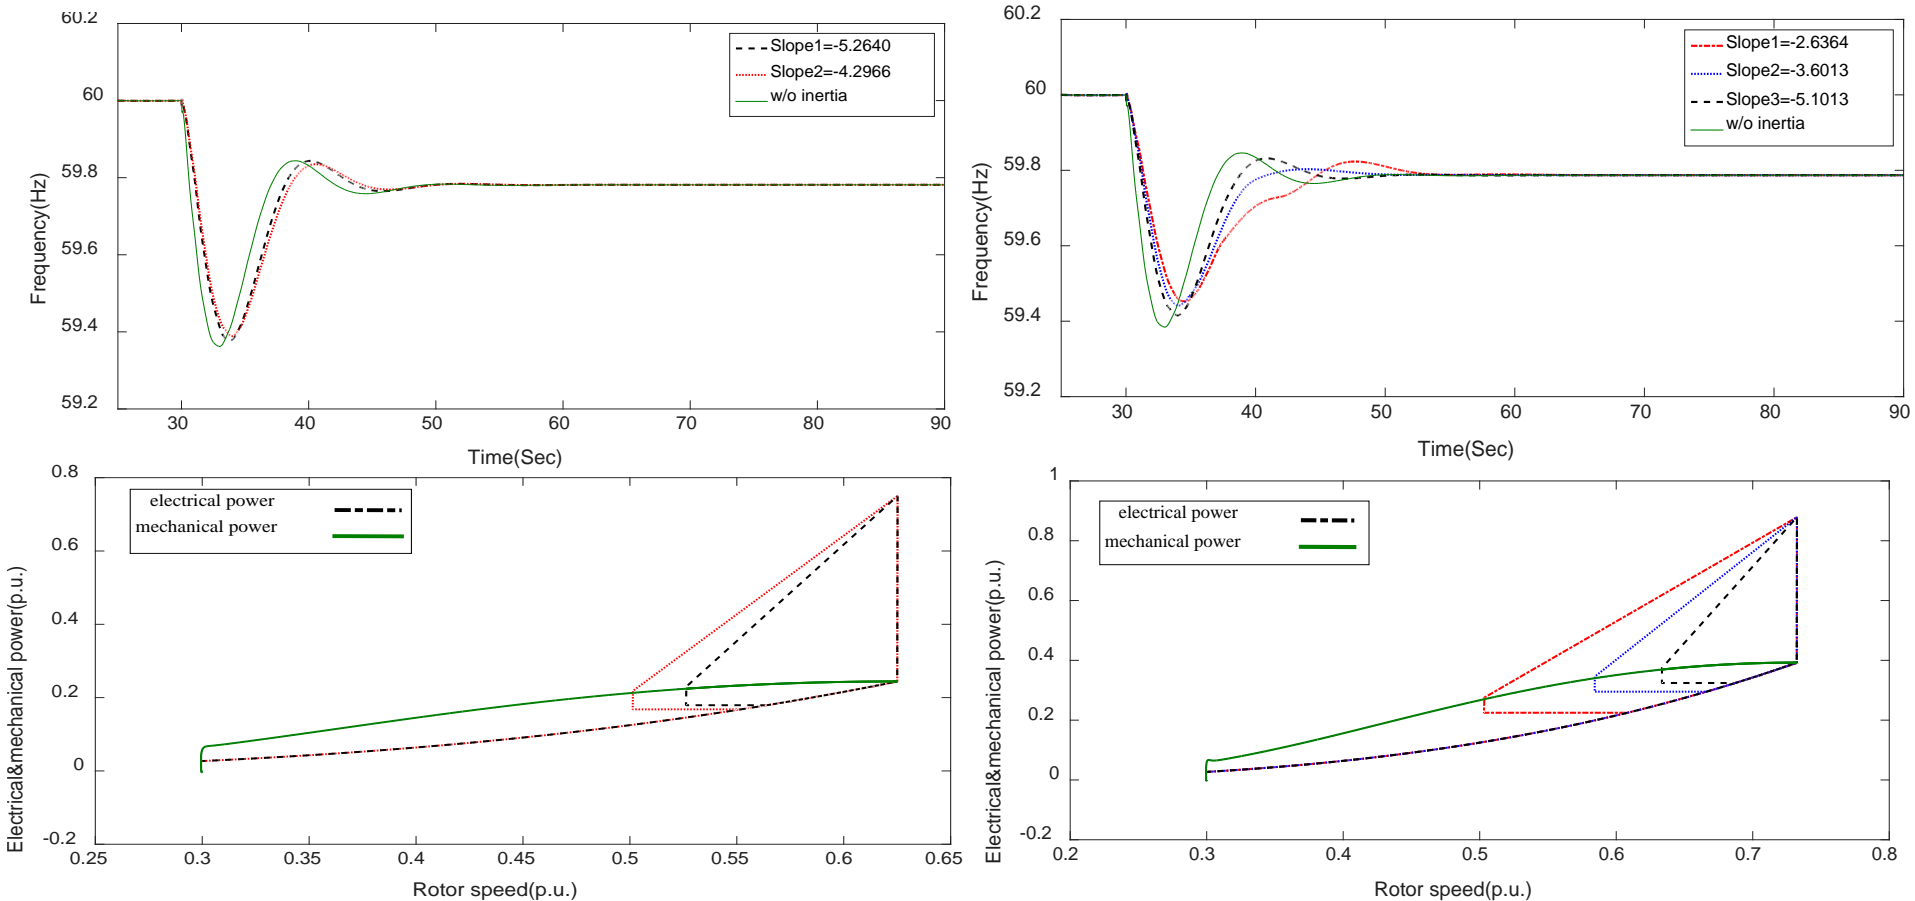 60.2
60
59.8
59.6
59.4
59.2
Frequency(Hz)
Slope1=-5.2640
Slope2=-4.2966
w/o inertia
30 40 50 60 70 80 90
Time(Sec)
60.2
60
59.8
59.6
59.4
59.2
Frequency(Hz)
Slope1=-2.6364
Slope2=-3.6013
Slope3=-5.1013
w/o inertia
30 40 50 60 70 80 90
Time(Sec)
0.8
0.6
0.4
0.2
0
-0.2
Electrical&mechanical power(p.u.)
electrical power
mechanical power
0.25 0.3 0.35 0.4 0.45 0.5 0.55 0.6 0.65
Rotor speed(p.u.)
1
0.8
0.6
0.4
0.2
0
-0.2
Electrical&mechanical power(p.u.)
electrical power
mechanical power
0.2 0.3 0.4 0.5 0.6 0.7 0.8
Rotor speed(p.u.)